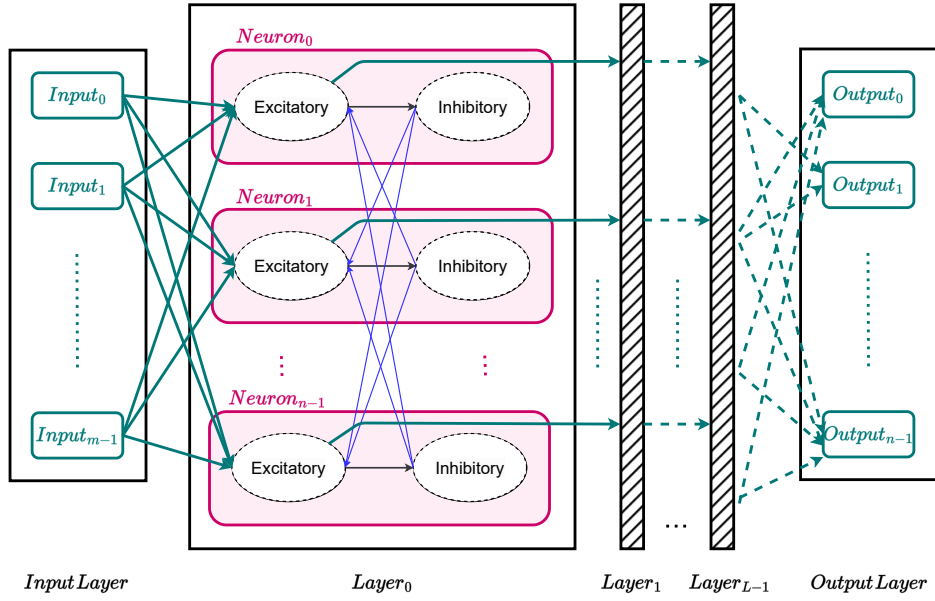 Neuron₀
Input₀
Excitatory
Inhibitory
Output₀
Input₁
Output₁
Neuron₁
Excitatory
Inhibitory
Neuronₙ₋₁
Inputₘ₋₁
Outputₙ₋₁
Excitatory
Inhibitory
...
Input Layer
Layer₀
Layer₁
Layer_{L-1}
Output Layer